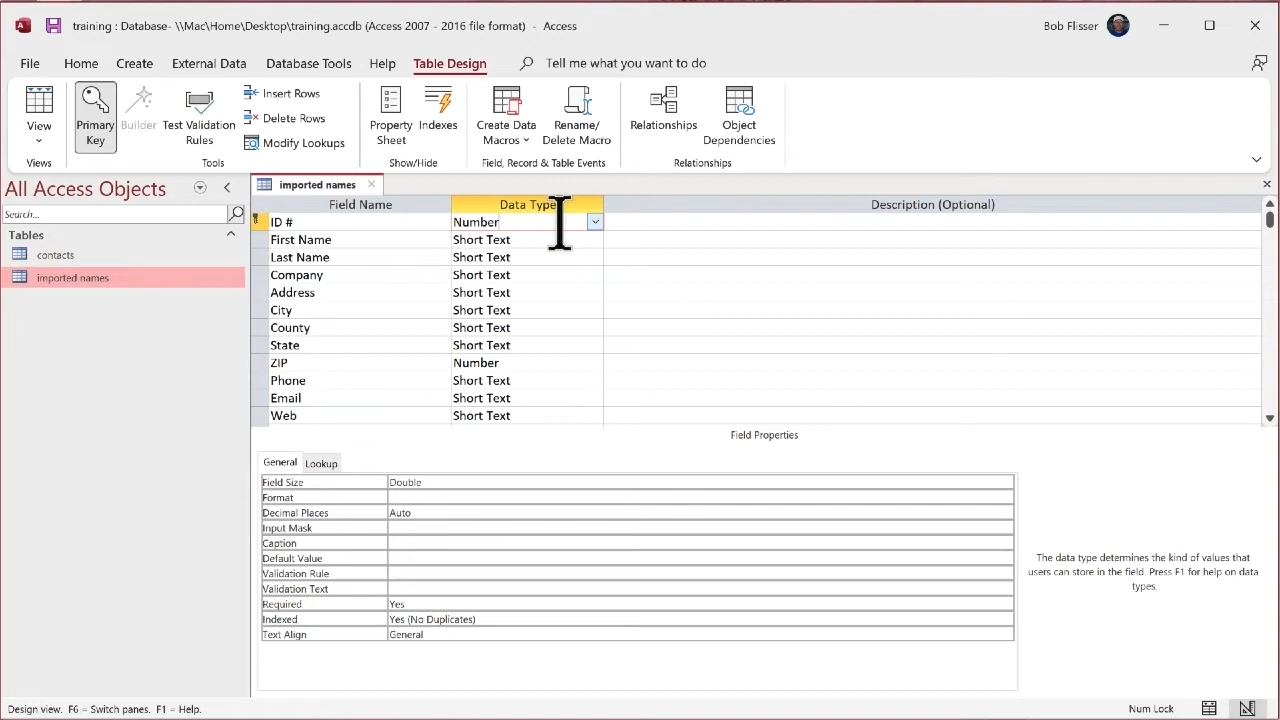 training : Database- \\Mac\Home\Desktop\training.accdb (Access 2007 - 2016 file format) - Access
Bob Flisser
File Home Create External Data Database Tools Help Table Design Tell me what you want to do
View
Primary Key
Builder
Test Validation Rules
Insert Rows
Delete Rows
Modify Lookups
Property Sheet
Indexes
Create Data Macros
Rename/ Delete Macro
Relationships
Object Dependencies
Views Tools Show/Hide Field, Record & Table Events Relationships
All Access Objects
Search...
Tables
contacts
imported names
imported names
Field Name Data Type Description (Optional)
ID # Number
First Name Short Text
Last Name Short Text
Company Short Text
Address Short Text
City Short Text
County Short Text
State Short Text
ZIP Number
Phone Short Text
Email Short Text
Web Short Text
Field Properties
General Lookup
Field Size Double
Format
Decimal Places Auto
Input Mask
Caption
Default Value
Validation Rule
Validation Text
Required Yes
Indexed Yes (No Duplicates)
Text Align General
The data type determines the kind of values that
users can store in the field. Press F1 for help on data
types.
Design view. F6 = Switch panes. F1 = Help.
Num Lock